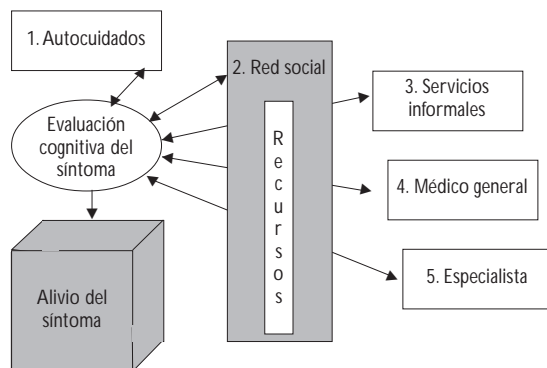 1. Autocuidados
2. Red social
3. Servicios
informales
Evaluación
cognitiva del
síntoma
Recursos
4. Médico general
5. Especialista
Alivio del
síntoma